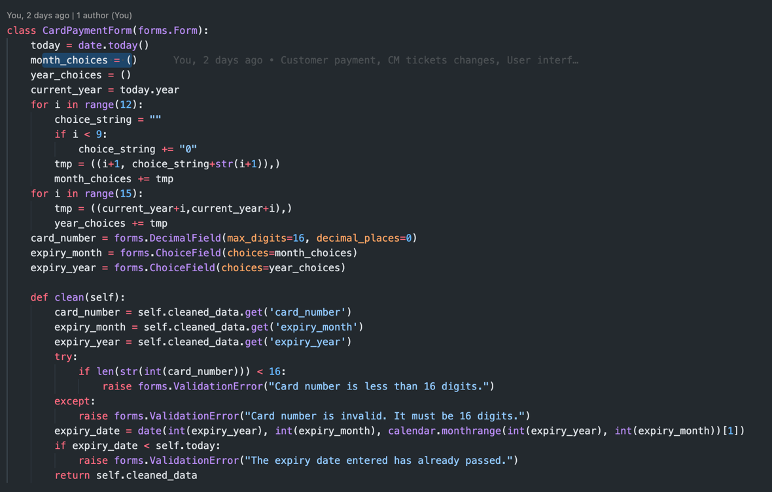 You, 2 days ago | 1 author (You)
class CardPaymentForm(forms.Form):
    today = date.today()
    month_choices = ()      You, 2 days ago • Customer payment, CM tickets changes, User interf…
    year_choices = ()
    current_year = today.year
    for i in range(12):
        choice_string = ""
        if i < 9:
            choice_string += "0"
        tmp = ((i+1, choice_string+str(i+1)),)
        month_choices += tmp
    for i in range(15):
        tmp = ((current_year+i,current_year+i),)
        year_choices += tmp
    card_number = forms.DecimalField(max_digits=16, decimal_places=0)
    expiry_month = forms.ChoiceField(choices=month_choices)
    expiry_year = forms.ChoiceField(choices=year_choices)
    def clean(self):
        card_number = self.cleaned_data.get('card_number')
        expiry_month = self.cleaned_data.get('expiry_month')
        expiry_year = self.cleaned_data.get('expiry_year')
        try:
            if len(str(int(card_number))) < 16:
                raise forms.ValidationError("Card number is less than 16 digits.")
        except:
            raise forms.ValidationError("Card number is invalid. It must be 16 digits.")
        expiry_date = date(int(expiry_year), int(expiry_month), calendar.monthrange(int(expiry_year), int(expiry_month))[1])
        if expiry_date < self.today:
            raise forms.ValidationError("The expiry date entered has already passed.")
        return self.cleaned_data